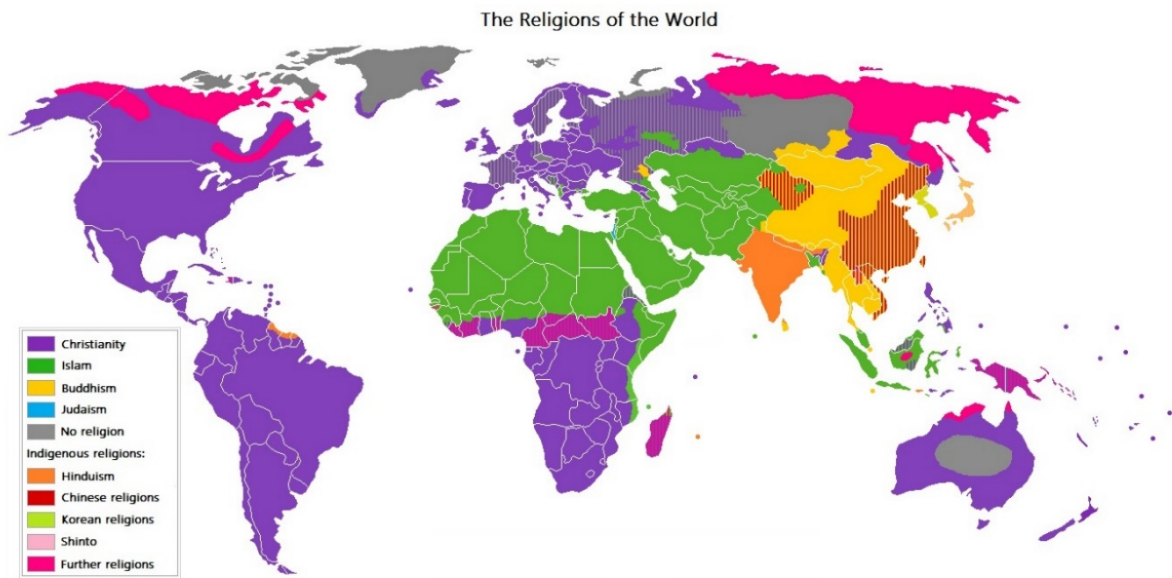 The Religions of the World
Christianity
Islam
Buddhism
Judaism
No religion
Indigenous religions:
Hinduism
Chinese religions
Korean religions
Shinto
Further religions